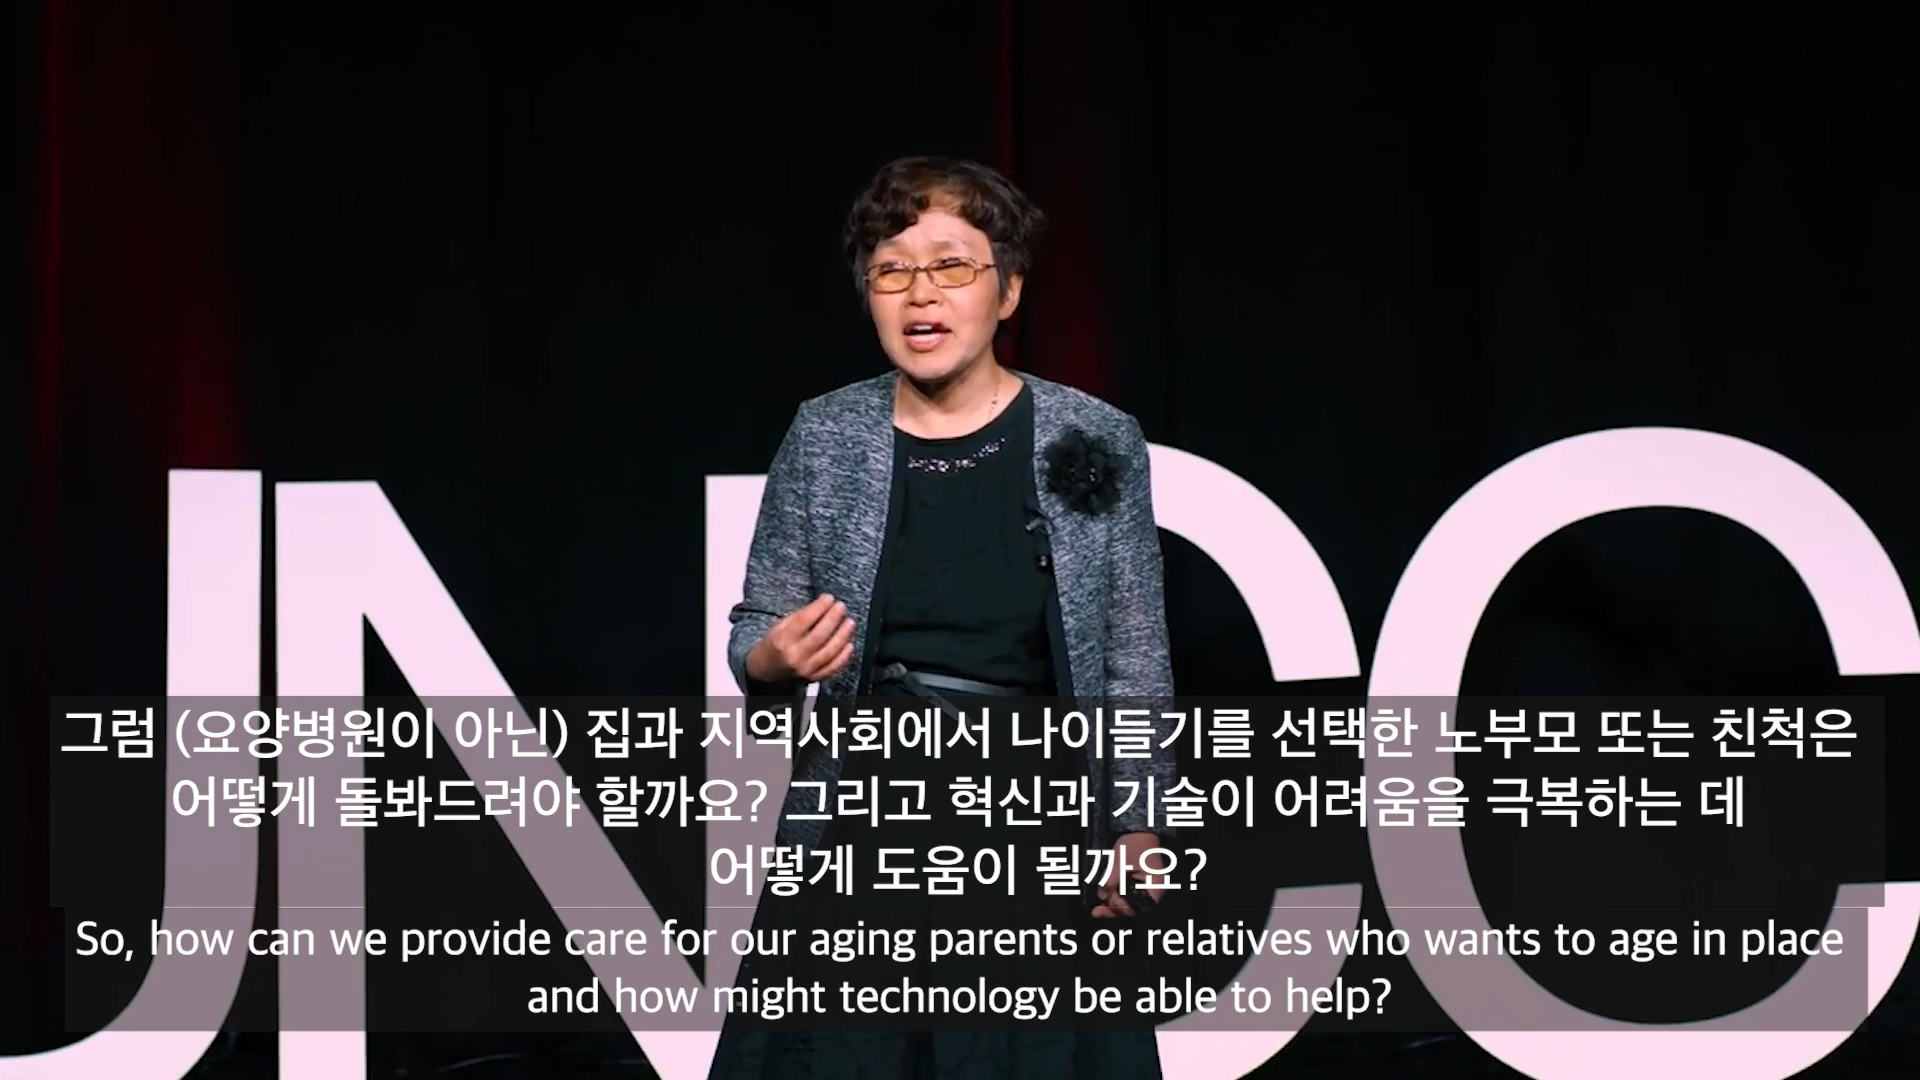 UNCC
그럼 (요양병원이 아닌) 집과 지역사회에서 나이들기를 선택한 노부모 또는 친척은
어떻게 돌봐드려야 할까요? 그리고 혁신과 기술이 어려움을 극복하는 데
어떻게 도움이 될까요?
So, how can we provide care for our aging parents or relatives who wants to age in place
and how might technology be able to help?